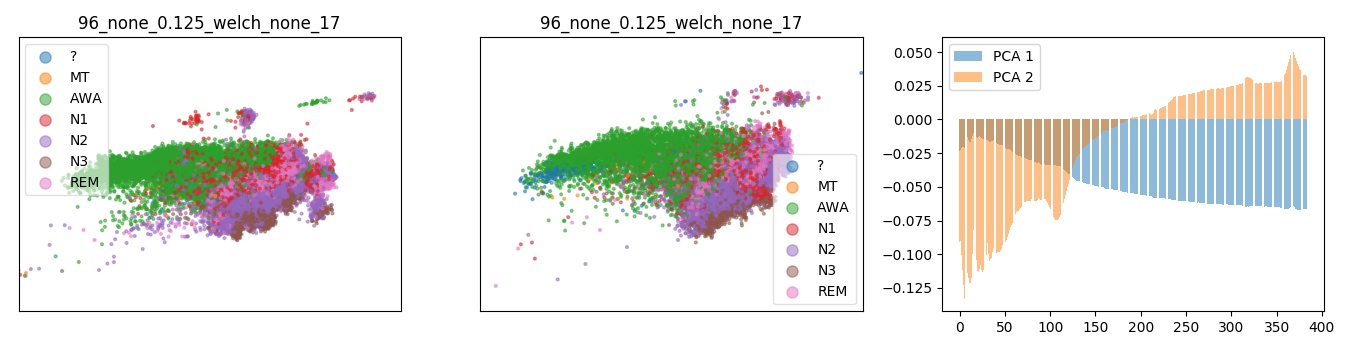 96_none_0.125_welch_none_17
?
MT
AWA
N1
N2
N3
REM
96_none_0.125_welch_none_17
?
MT
AWA
N1
N2
N3
REM
PCA 1
PCA 2
0.050
0.025
0.000
−0.025
−0.050
−0.075
−0.100
−0.125
0 50 100 150 200 250 300 350 400